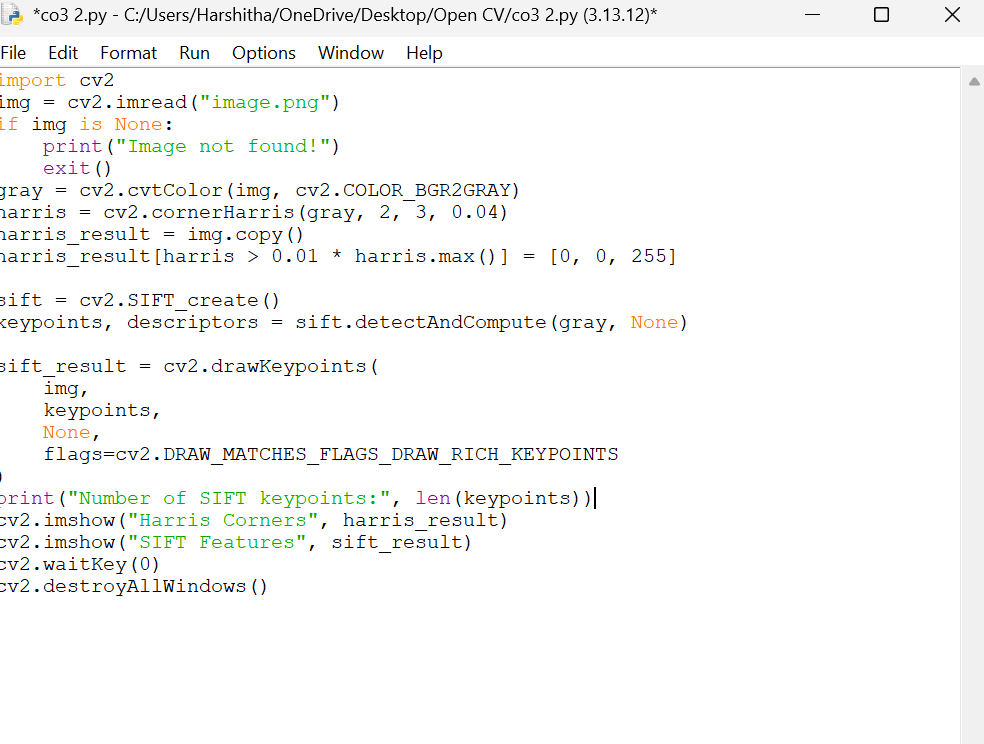 *co3 2.py - C:/Users/Harshitha/OneDrive/Desktop/Open CV/co3 2.py (3.13.12)*
File Edit Format Run Options Window Help
import cv2
img = cv2.imread("image.png")
if img is None:
    print("Image not found!")
    exit()
gray = cv2.cvtColor(img, cv2.COLOR_BGR2GRAY)
harris = cv2.cornerHarris(gray, 2, 3, 0.04)
harris_result = img.copy()
harris_result[harris > 0.01 * harris.max()] = [0, 0, 255]

sift = cv2.SIFT_create()
keypoints, descriptors = sift.detectAndCompute(gray, None)

sift_result = cv2.drawKeypoints(
    img,
    keypoints,
    None,
    flags=cv2.DRAW_MATCHES_FLAGS_DRAW_RICH_KEYPOINTS
)
print("Number of SIFT keypoints:", len(keypoints))
cv2.imshow("Harris Corners", harris_result)
cv2.imshow("SIFT Features", sift_result)
cv2.waitKey(0)
cv2.destroyAllWindows()